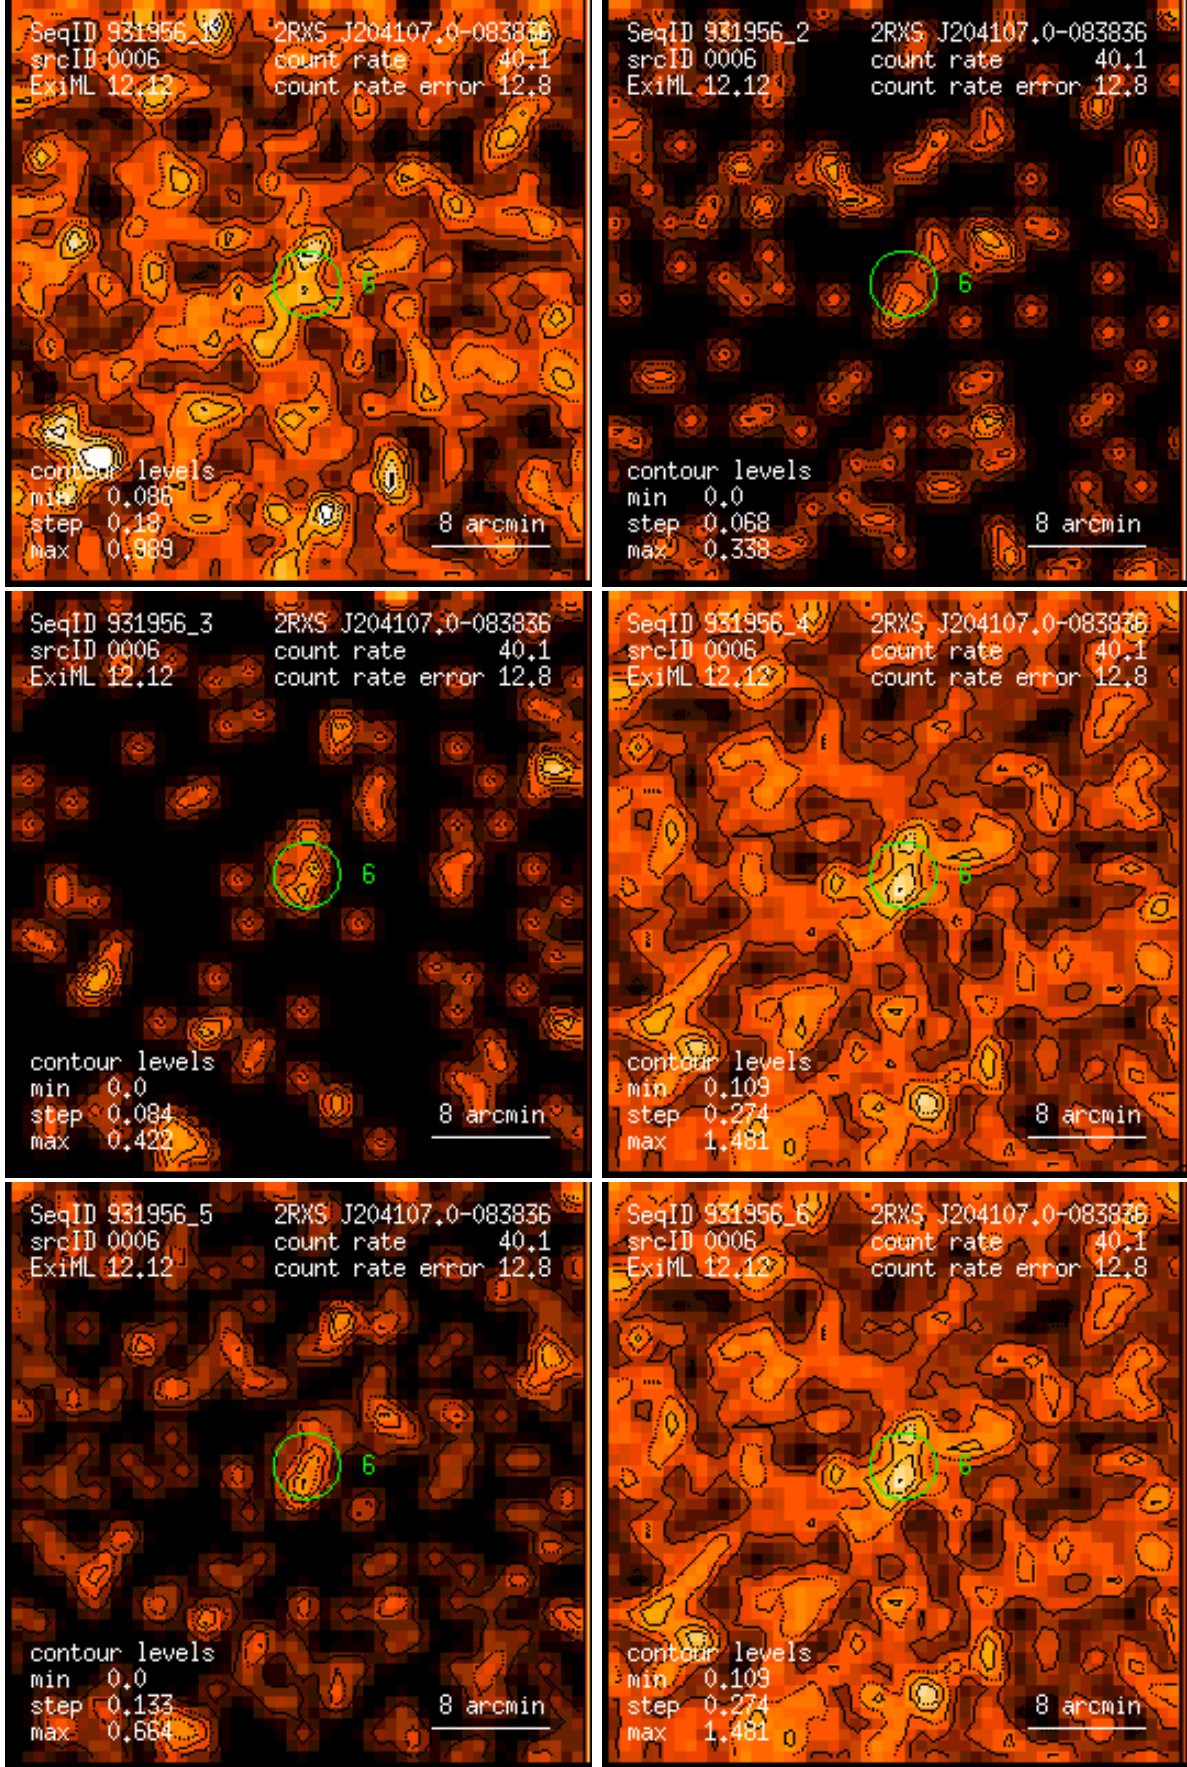 SeqID 931956_1 2RXS J204107.0-083836
srcID 0006 count rate 40.1
ExiML 12.12 count rate error 12.8
6
contour levels
min 0.086
step 0.18
max 0.989
8 arcmin
SeqID 931956_2 2RXS J204107.0-083836
srcID 0006 count rate 40.1
ExiML 12.12 count rate error 12.8
6
contour levels
min 0.0
step 0.068
max 0.338
8 arcmin
SeqID 931956_3 2RXS J204107.0-083836
srcID 0006 count rate 40.1
ExiML 12.12 count rate error 12.8
6
contour levels
min 0.0
step 0.084
max 0.422
8 arcmin
SeqID 931956_4 2RXS J204107.0-083836
srcID 0006 count rate 40.1
ExiML 12.12 count rate error 12.8
6
contour levels
min 0.109
step 0.274
max 1.481
8 arcmin
SeqID 931956_5 2RXS J204107.0-083836
srcID 0006 count rate 40.1
ExiML 12.12 count rate error 12.8
6
contour levels
min 0.0
step 0.133
max 0.664
8 arcmin
SeqID 931956_6 2RXS J204107.0-083836
srcID 0006 count rate 40.1
ExiML 12.12 count rate error 12.8
6
contour levels
min 0.109
step 0.274
max 1.481
8 arcmin